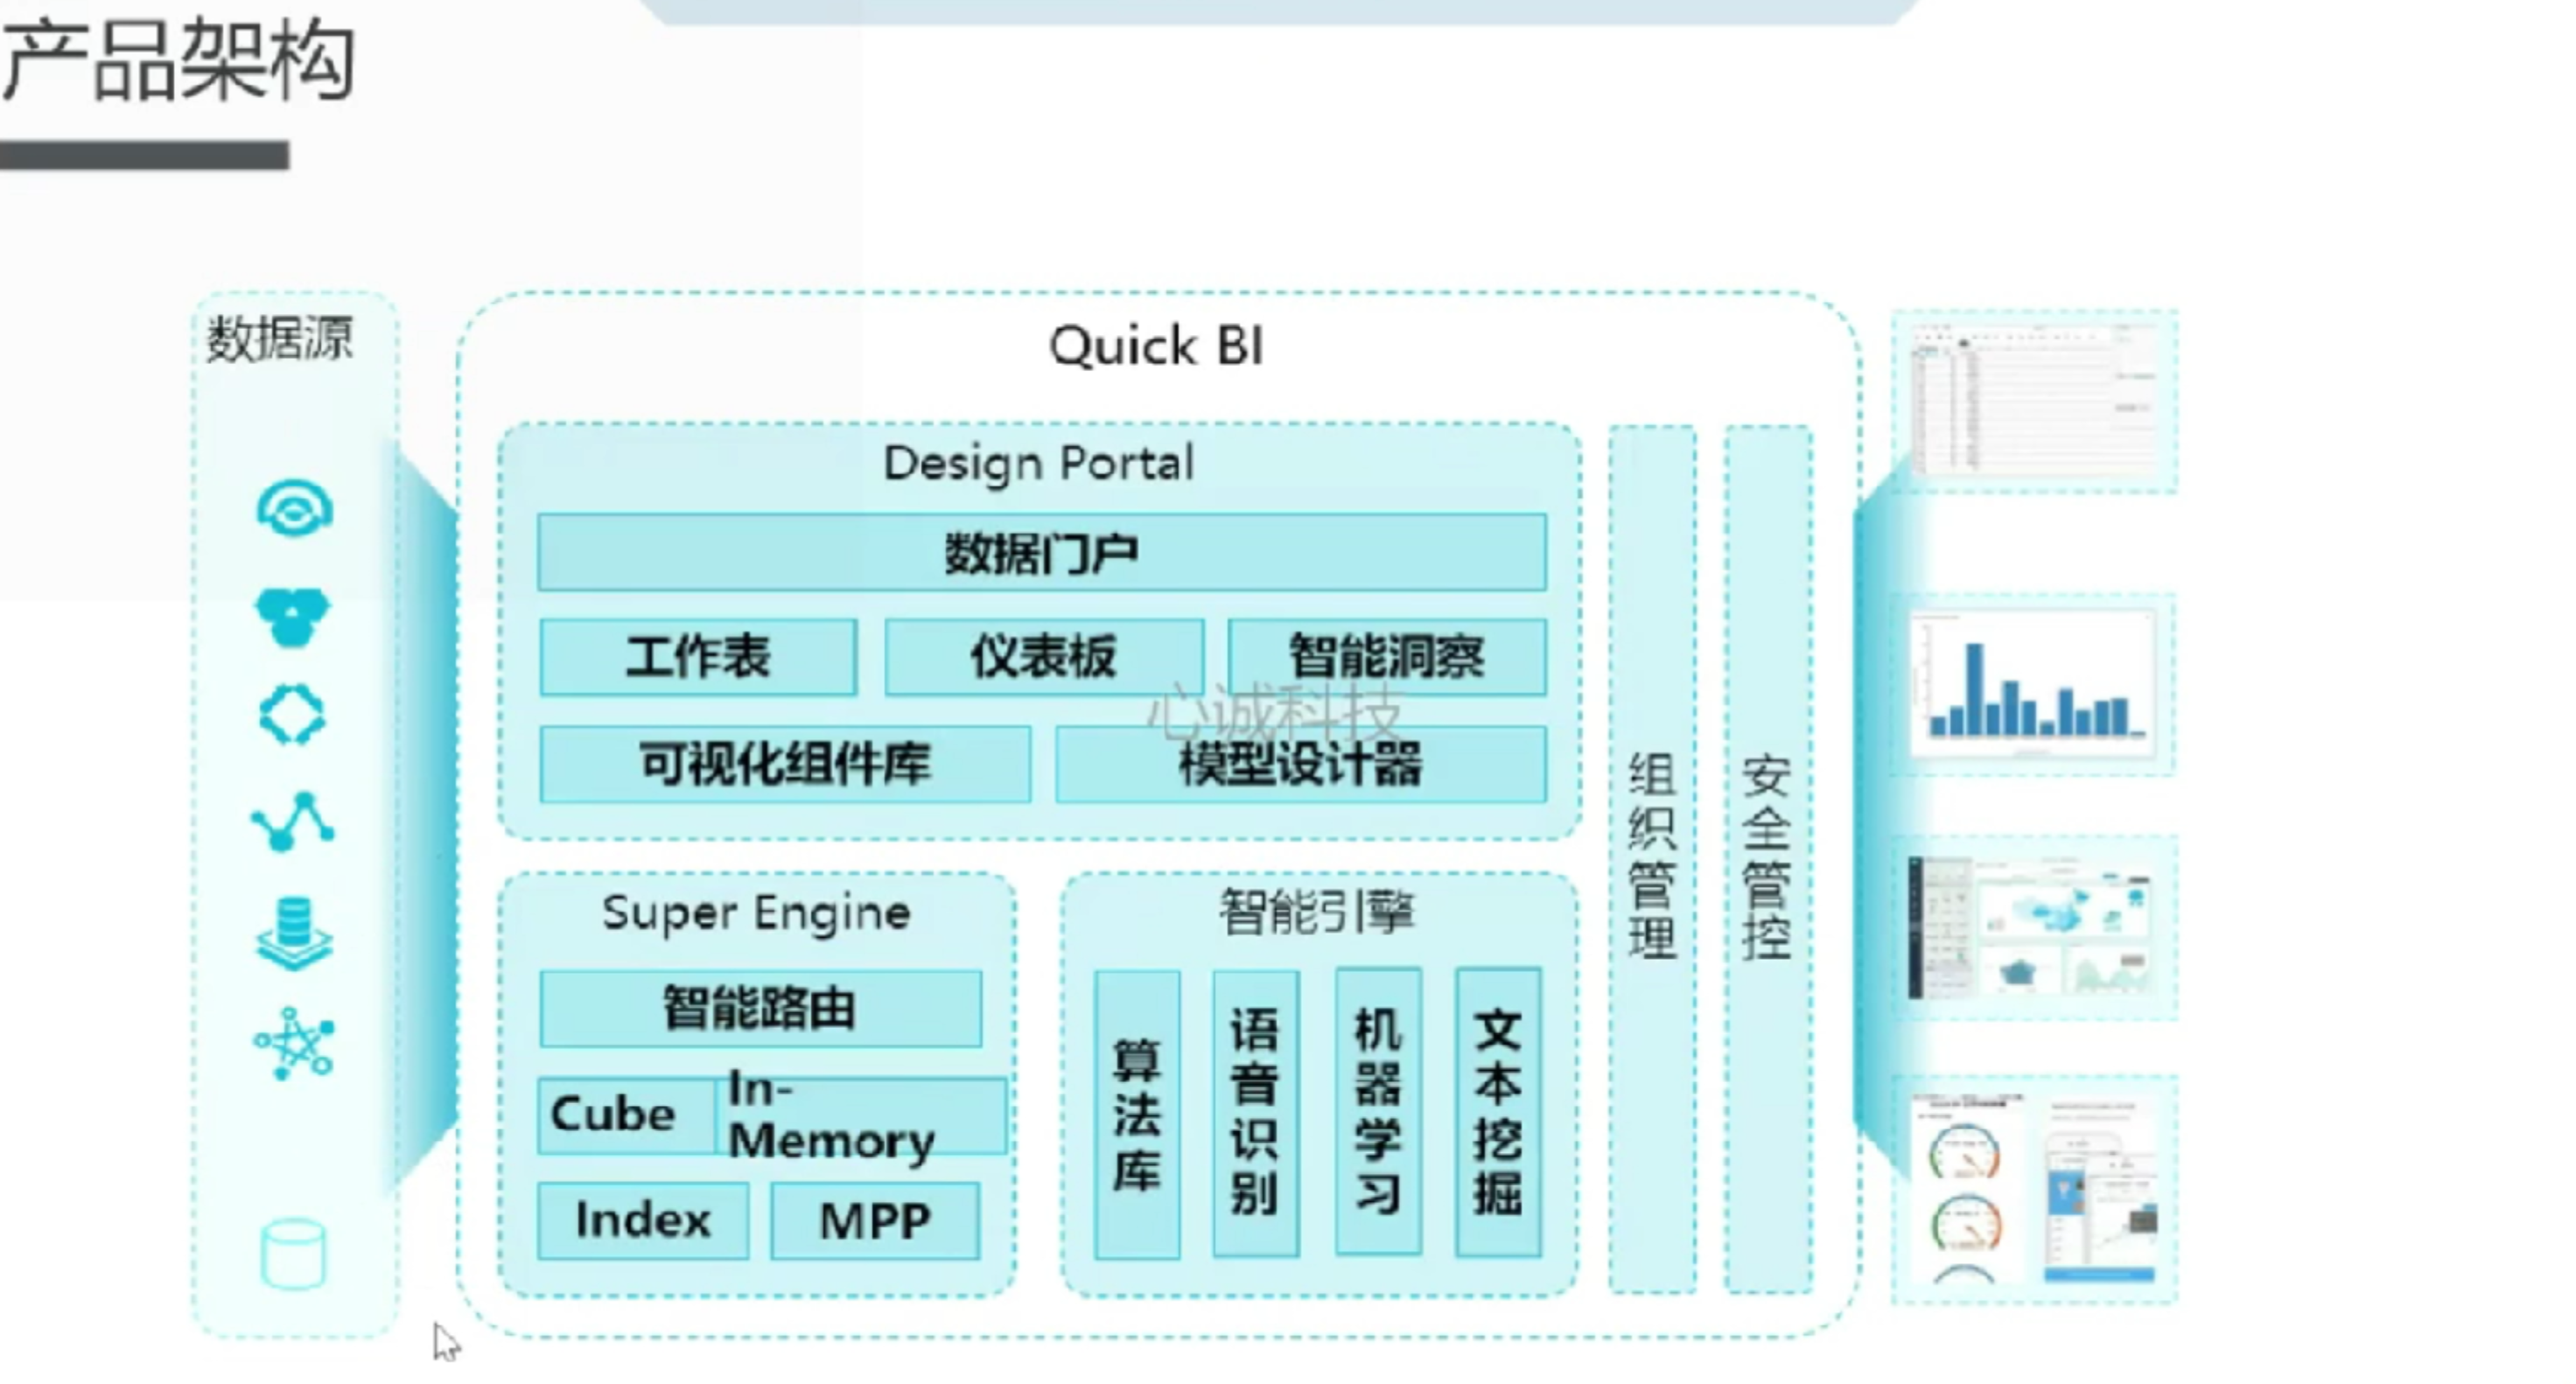 产品架构
数据源
Quick BI
Design Portal
数据门户
工作表
仪表板
智能洞察
心诚科技
可视化组件库
模型设计器
Super Engine
智能路由
Cube
In-
Memory
Index
MPP
智能引擎
算法库
语音识别
机器学习
文本挖掘
组织管理
安全管控